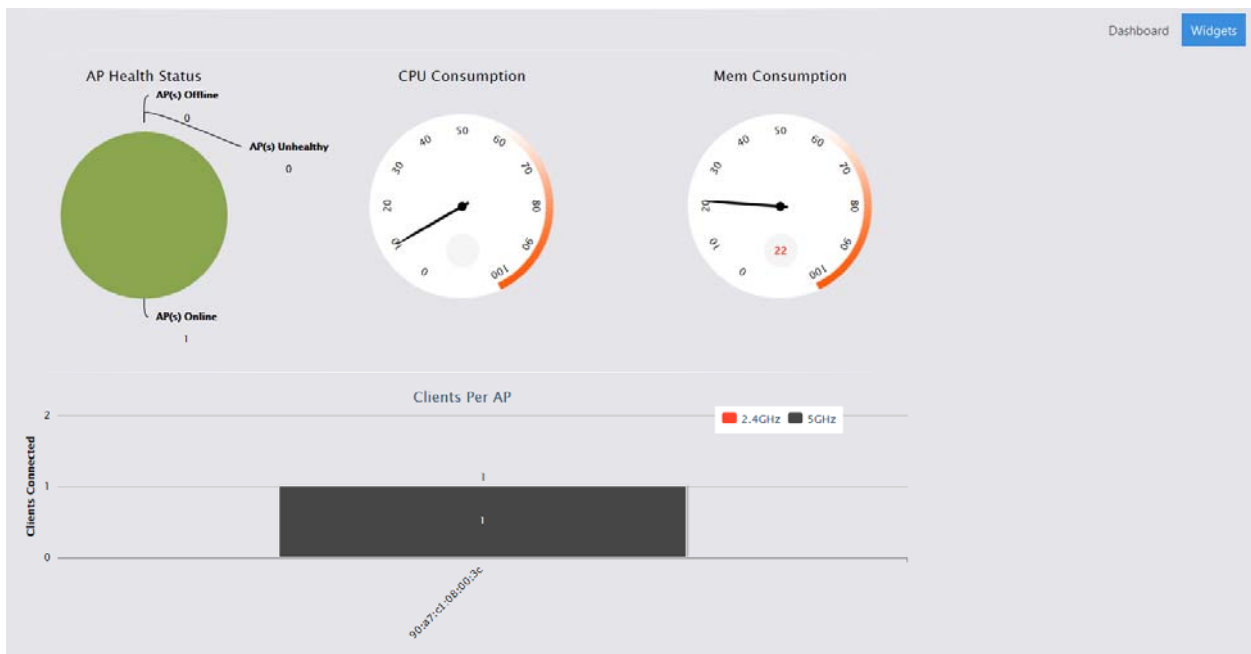 Dashboard Widgets
AP Health Status
AP(s) Offline
0
AP(s) Unhealthy
0
AP(s) Online
1
CPU Consumption
0 10 20 30 40 50 60 70 80 90 100
Mem Consumption
0 10 20 30 40 50 60 70 80 90 100
22
Clients Per AP
2.4GHz 5GHz
Clients Connected
2
1
0
1
1
90:a7:c1:08:00:3c